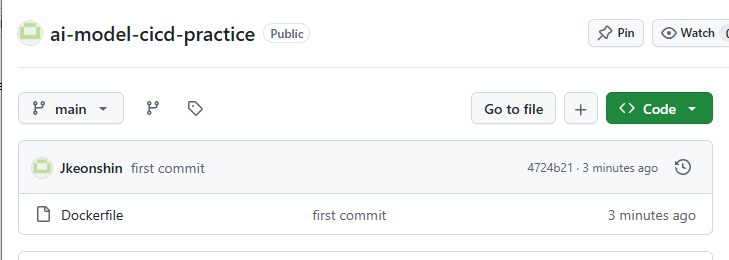 ai-model-cicd-practice Public Pin Watch
main Go to file + Code
Jkeonshin first commit 4724b21 · 3 minutes ago
Dockerfile first commit 3 minutes ago